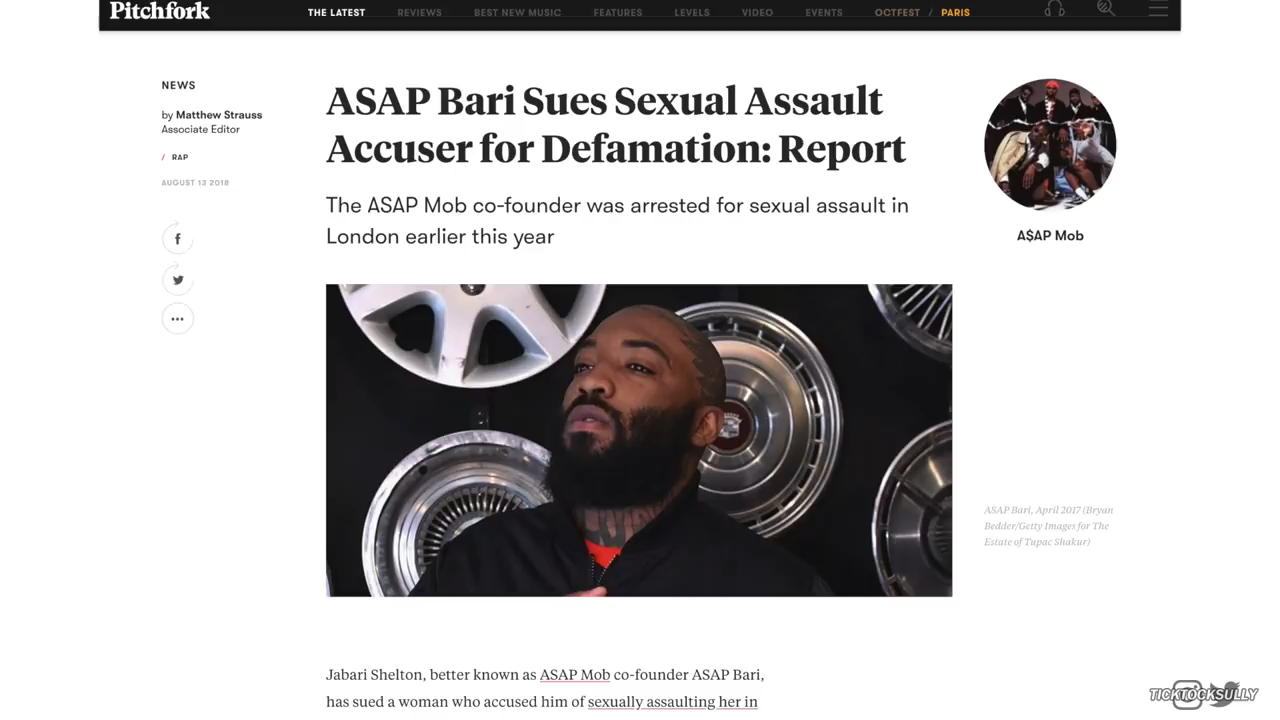 Pitchfork
THE LATEST
REVIEWS
BEST NEW MUSIC
FEATURES
LEVELS
VIDEO
EVENTS
OCTFEST / PARIS
NEWS
by Matthew Strauss
Associate Editor
/ RAP
AUGUST 13 2018
ASAP Bari Sues Sexual Assault
Accuser for Defamation: Report
The ASAP Mob co-founder was arrested for sexual assault in
London earlier this year
A$AP Mob
ASAP Bari, April 2017 (Bryan
Bedder/Getty Images for The
Estate of Tupac Shakur)
Jabari Shelton, better known as ASAP Mob co-founder ASAP Bari,
has sued a woman who accused him of sexually assaulting her in
TICKTOCKSULLY